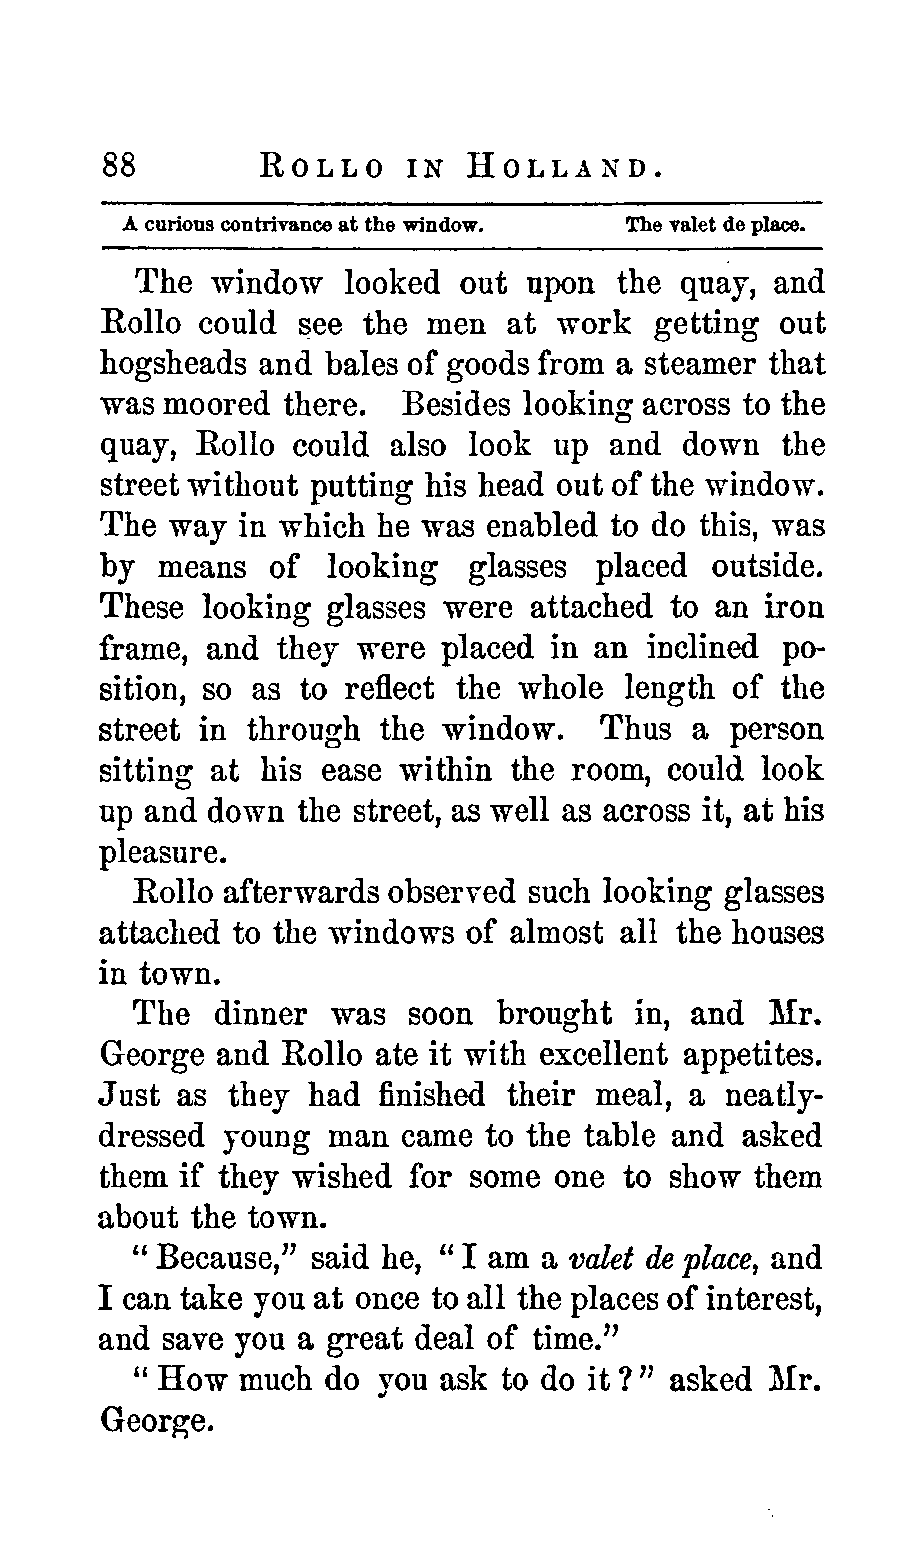 88 ROLLO IN HOLLAND.
A curious contrivance at the window. The valet de place.
The window looked out upon the quay, and
Rollo could see the men at work getting out
hogsheads and bales of goods from a steamer that
was moored there. Besides looking across to the
quay, Rollo could also look up and down the
street without putting his head out of the window.
The way in which he was enabled to do this, was
by means of looking glasses placed outside.
These looking glasses were attached to an iron
frame, and they were placed in an inclined po-
sition, so as to reflect the whole length of the
street in through the window. Thus a person
sitting at his ease within the room, could look
up and down the street, as well as across it, at his
pleasure.
Rollo afterwards observed such looking glasses
attached to the windows of almost all the houses
in town.
The dinner was soon brought in, and Mr.
George and Rollo ate it with excellent appetites.
Just as they had finished their meal, a neatly-
dressed young man came to the table and asked
them if they wished for some one to show them
about the town.
“Because,” said he, “I am a valet de place, and
I can take you at once to all the places of interest,
and save you a great deal of time.”
“How much do you ask to do it?” asked Mr.
George.